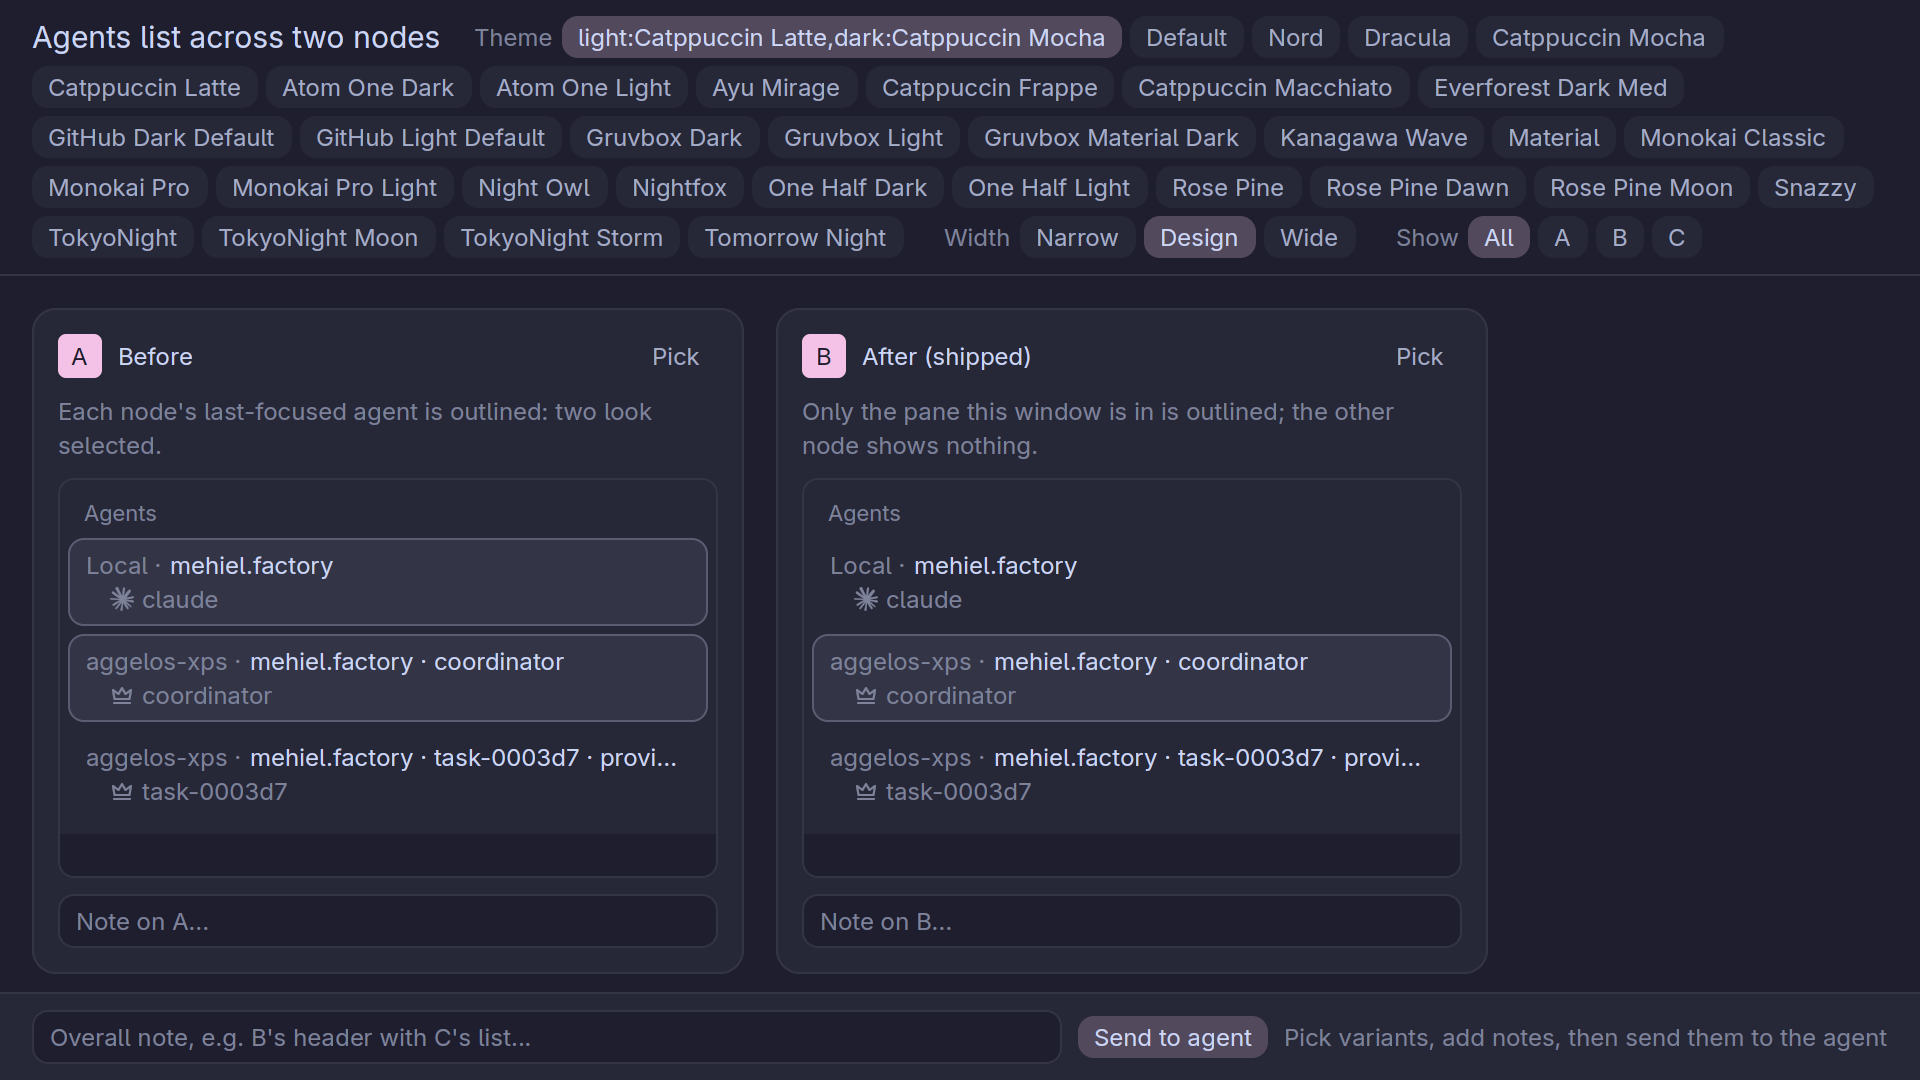 Agents list across two nodes Theme light:Catppuccin Latte,dark:Catppuccin Mocha Default Nord Dracula Catppuccin Mocha
Catppuccin Latte Atom One Dark Atom One Light Ayu Mirage Catppuccin Frappe Catppuccin Macchiato Everforest Dark Med
GitHub Dark Default GitHub Light Default Gruvbox Dark Gruvbox Light Gruvbox Material Dark Kanagawa Wave Material Monokai Classic
Monokai Pro Monokai Pro Light Night Owl Nightfox One Half Dark One Half Light Rose Pine Rose Pine Dawn Rose Pine Moon Snazzy
TokyoNight TokyoNight Moon TokyoNight Storm Tomorrow Night Width Narrow Design Wide Show All A B C
A Before Pick
Each node's last-focused agent is outlined: two look
selected.
Agents
Local · mehiel.factory
claude
aggelos-xps · mehiel.factory · coordinator
coordinator
aggelos-xps · mehiel.factory · task-0003d7 · provi...
task-0003d7
Note on A...
B After (shipped) Pick
Only the pane this window is in is outlined; the other
node shows nothing.
Agents
Local · mehiel.factory
claude
aggelos-xps · mehiel.factory · coordinator
coordinator
aggelos-xps · mehiel.factory · task-0003d7 · provi...
task-0003d7
Note on B...
Overall note, e.g. B's header with C's list... Send to agent Pick variants, add notes, then send them to the agent